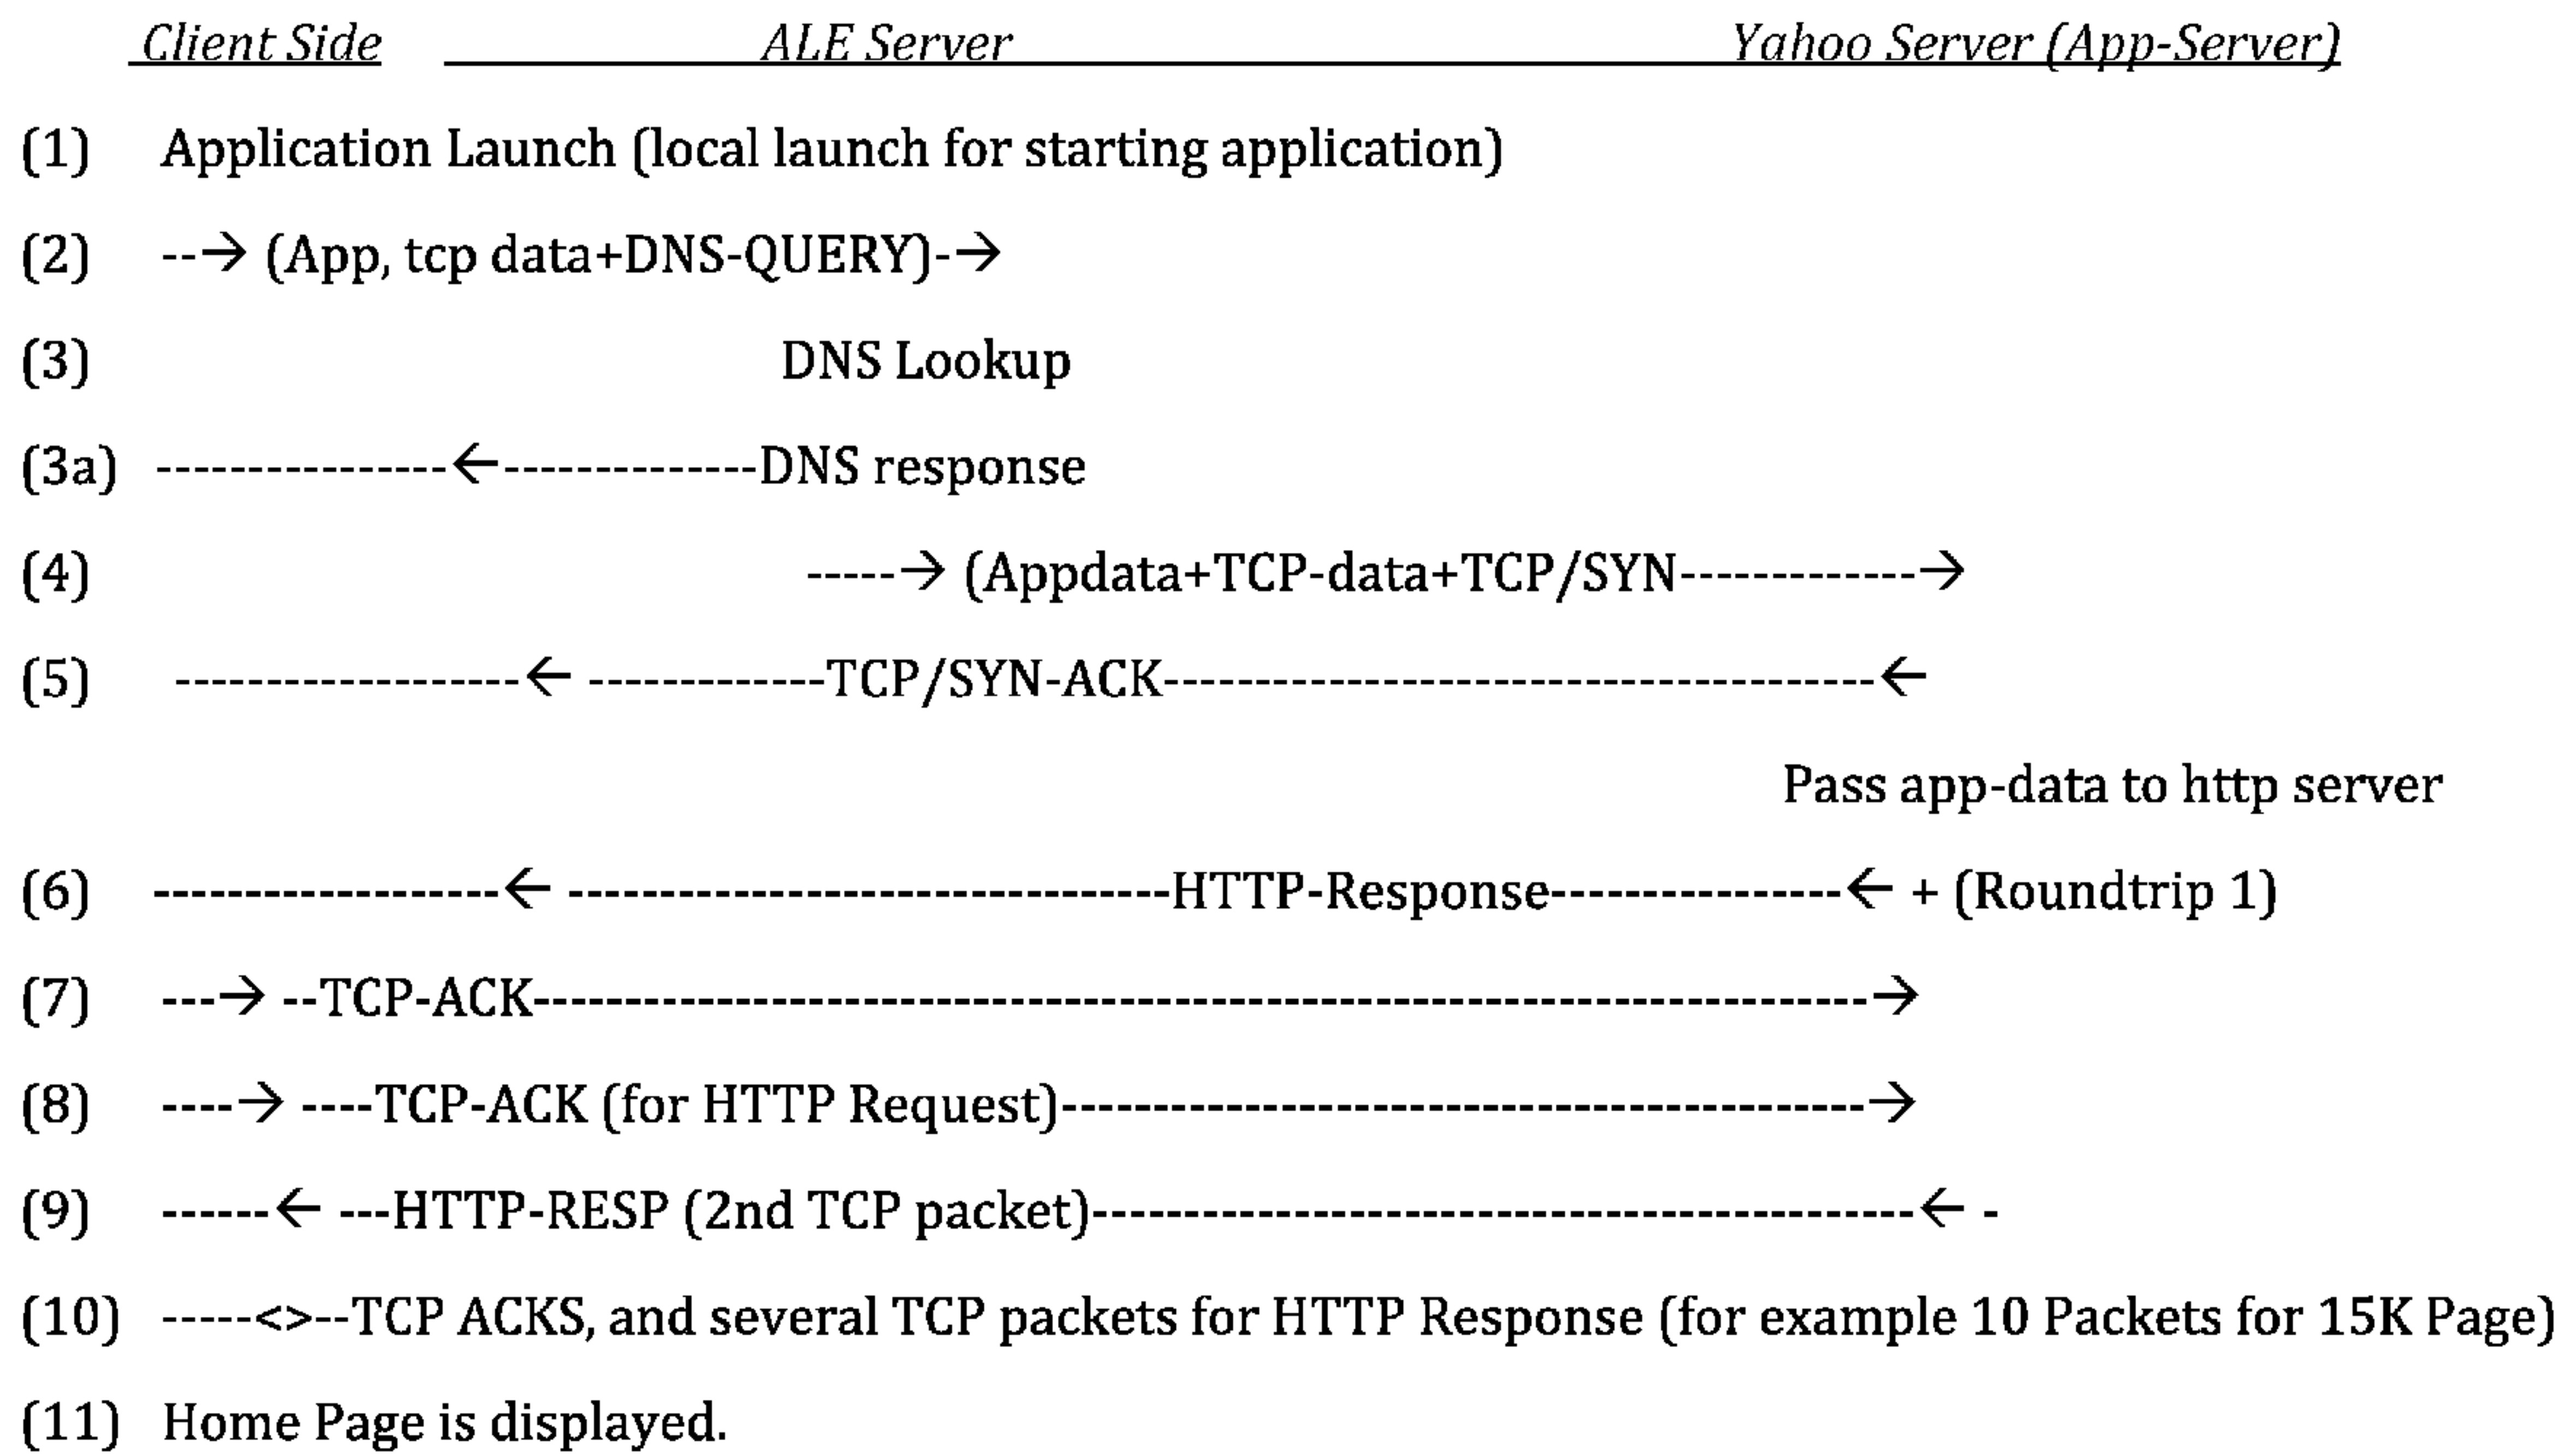 Client Side ALE Server Yahoo Server (App-Server)
(1) Application Launch (local launch for starting application)
(2) --→ (App, tcp data+DNS-QUERY)-→
(3) DNS Lookup
(3a) ----------------←--------------DNS response
(4) -----→ (Appdata+TCP-data+TCP/SYN-------------→
(5) -------------------← -------------TCP/SYN-ACK---------------------------------------←
Pass app-data to http server
(6) -------------------← ---------------------------------HTTP-Response----------------← + (Roundtrip 1)
(7) ---→ --TCP-ACK-------------------------------------------------------------------------→
(8) ----→ ----TCP-ACK (for HTTP Request)--------------------------------------------→
(9) ------← ---HTTP-RESP (2nd TCP packet)---------------------------------------------← -
(10) -----<>--TCP ACKS, and several TCP packets for HTTP Response (for example 10 Packets for 15K Page)
(11) Home Page is displayed.